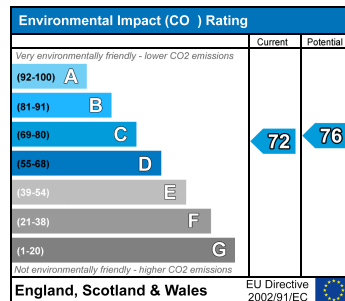 Environmental Impact (CO ) Rating
Current Potential
Very environmentally friendly - lower CO2 emissions
(92-100) A
(81-91) B
(69-80) C
72 76
(55-68) D
(39-54) E
(21-38) F
(1-20) G
Not environmentally friendly - higher CO2 emissions
England, Scotland & Wales
EU Directive
2002/91/EC